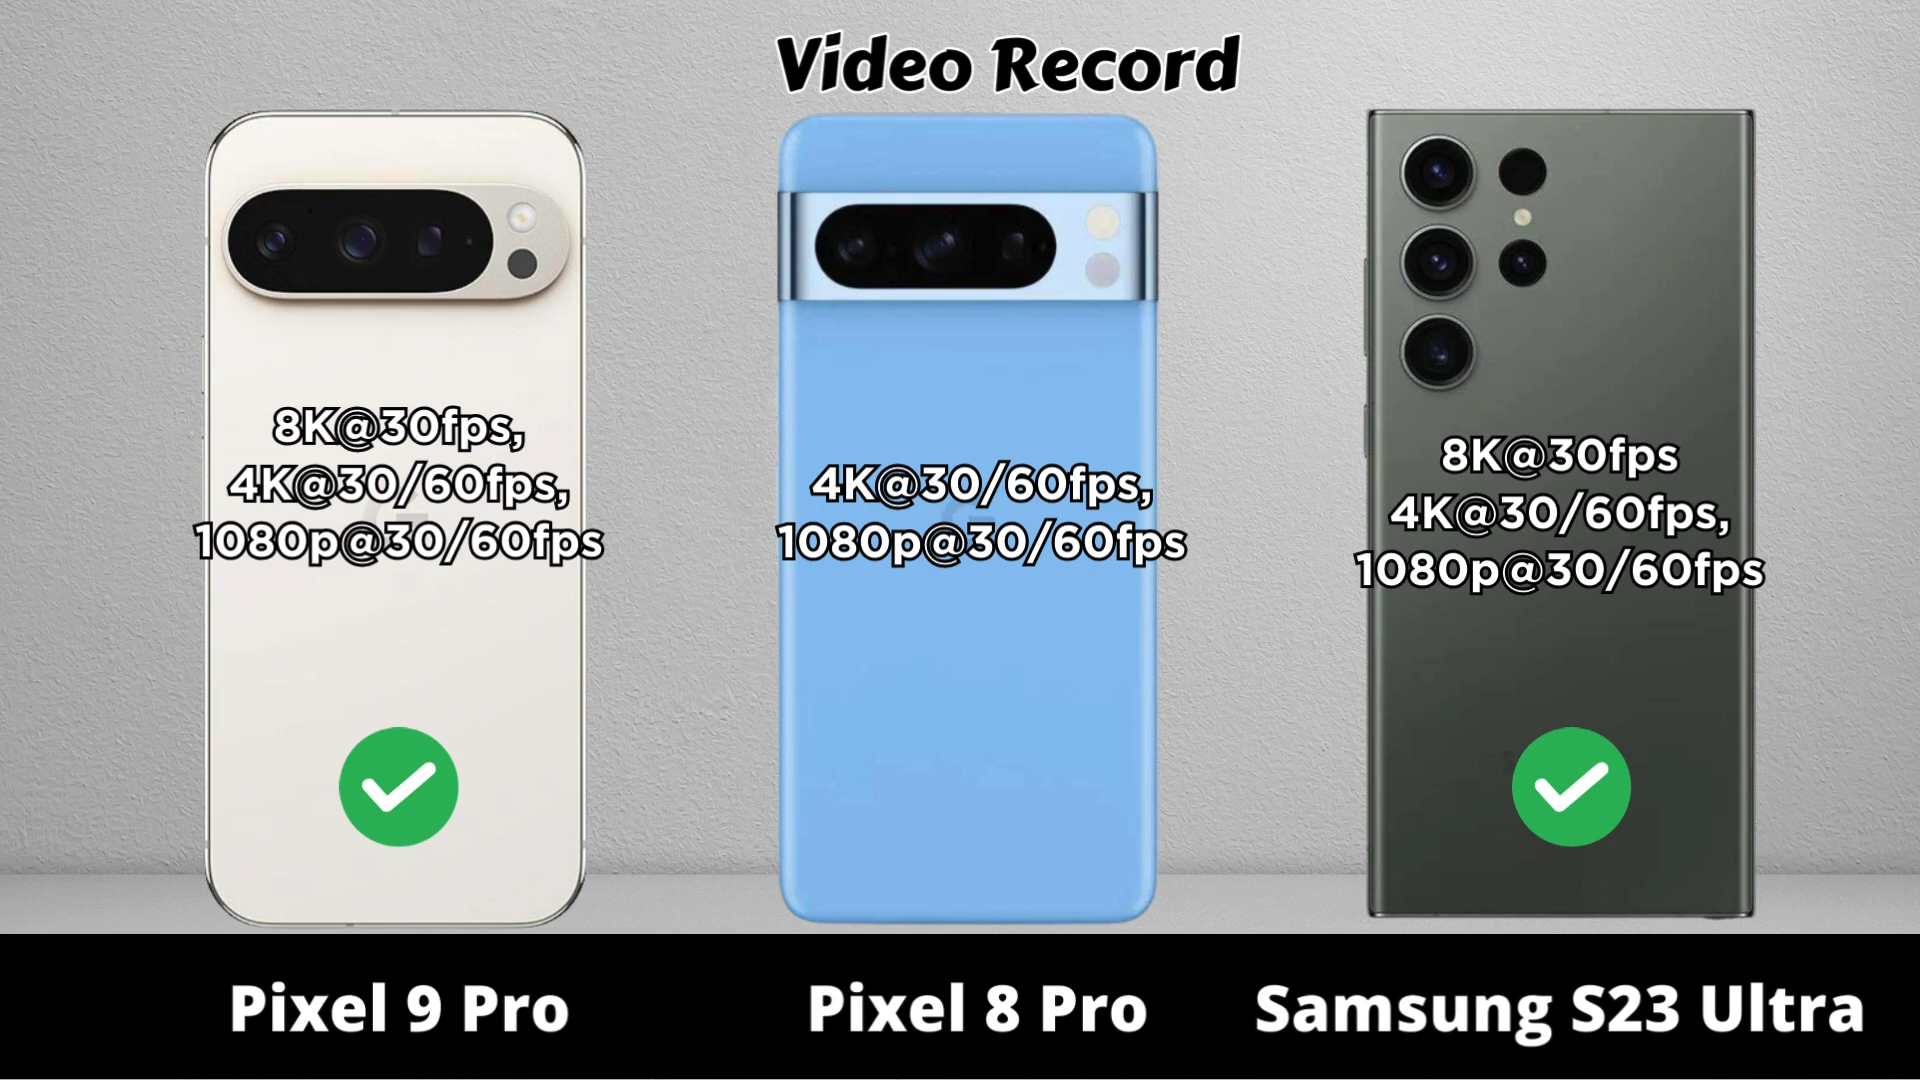 Video Record
8K@30fps,
4K@30/60fps,
1080p@30/60fps
4K@30/60fps,
1080p@30/60fps
8K@30fps
4K@30/60fps,
1080p@30/60fps
Pixel 9 Pro
Pixel 8 Pro
Samsung S23 Ultra